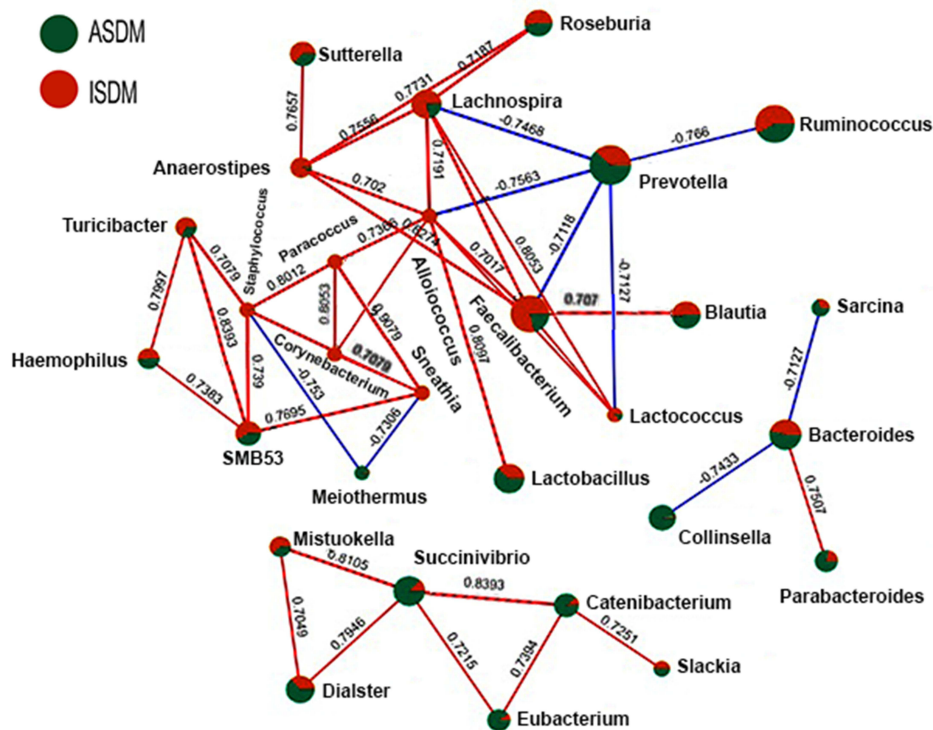 ASDM
ISDM
Roseburia
Sutterella
0.7187
0.7731
Lachnospira
0.7657
0.7556
-0.7468
Ruminococcus
-0.766
Anaerostipes
0.7191
Prevotella
0.702
-0.7563
Turicibacter
Staphylococcus
Paracoccus
0.7366
0.8274
-0.7118
0.7079
0.8012
0.7017
0.8053
-0.7127
0.7997
0.8053
Alloiococcus
Faecalibacterium
0.707
Blautia
Sarcina
0.8393
0.9079
Haemophilus
0.739
Corynebacterium
0.7079
Sneathia
0.8097
-0.7127
0.7383
-0.753
Lactococcus
0.7695
-0.7306
Bacteroides
SMB53
Meiothermus
Lactobacillus
-0.7433
0.7507
Collinsella
Mistuokella
0.8105
Succinivibrio
0.8393
Catenibacterium
Parabacteroides
0.7049
0.7946
0.7215
0.7394
0.7251
Slackia
Dialster
Eubacterium